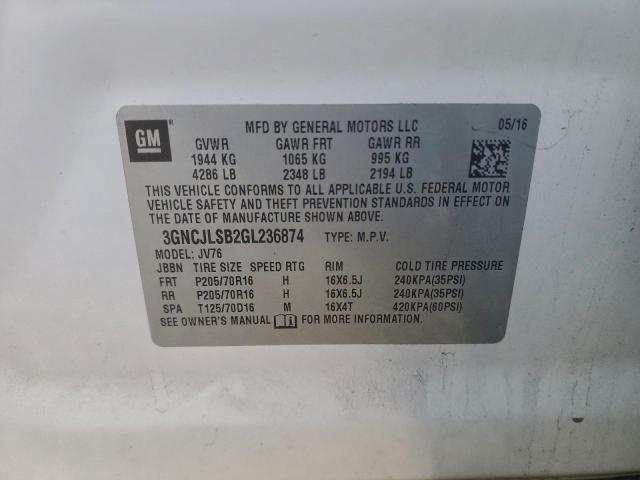 GM
MFD BY GENERAL MOTORS LLC 05/16
GVWR GAWR FRT GAWR RR
1944 KG 1065 KG 995 KG
4286 LB 2348 LB 2194 LB
THIS VEHICLE CONFORMS TO ALL APPLICABLE U.S. FEDERAL MOTOR
VEHICLE SAFETY AND THEFT PREVENTION STANDARDS IN EFFECT ON
THE DATE OF MANUFACTURE SHOWN ABOVE.
3GNCJLSB2GL236874 TYPE: M.P.V.
MODEL: JV76
JBBN TIRE SIZE SPEED RTG RIM COLD TIRE PRESSURE
FRT P205/70R16 H 16X6.5J 240KPA(35PSI)
RR P205/70R16 H 16X6.5J 240KPA(35PSI)
SPA T125/70D16 M 16X4T 420KPA(60PSI)
SEE OWNER'S MANUAL FOR MORE INFORMATION.